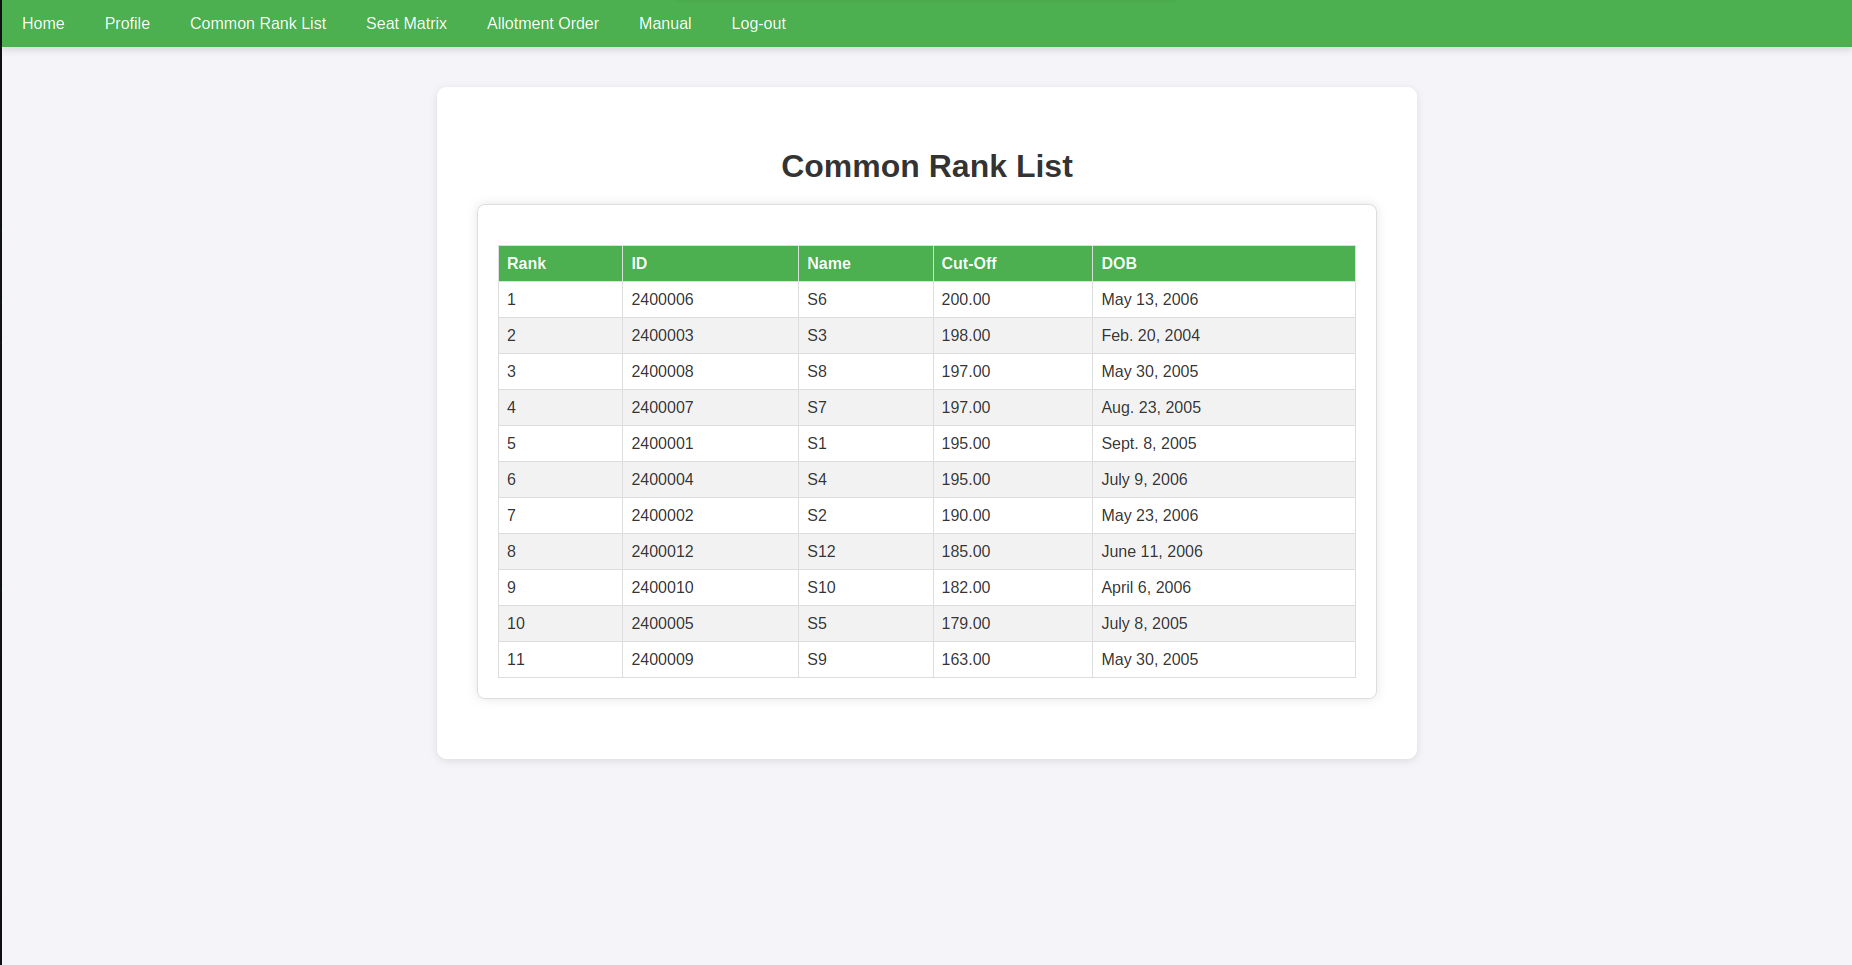 Home Profile Common Rank List Seat Matrix Allotment Order Manual Log-out
Common Rank List
Rank ID Name Cut-Off DOB
1 2400006 S6 200.00 May 13, 2006
2 2400003 S3 198.00 Feb. 20, 2004
3 2400008 S8 197.00 May 30, 2005
4 2400007 S7 197.00 Aug. 23, 2005
5 2400001 S1 195.00 Sept. 8, 2005
6 2400004 S4 195.00 July 9, 2006
7 2400002 S2 190.00 May 23, 2006
8 2400012 S12 185.00 June 11, 2006
9 2400010 S10 182.00 April 6, 2006
10 2400005 S5 179.00 July 8, 2005
11 2400009 S9 163.00 May 30, 2005